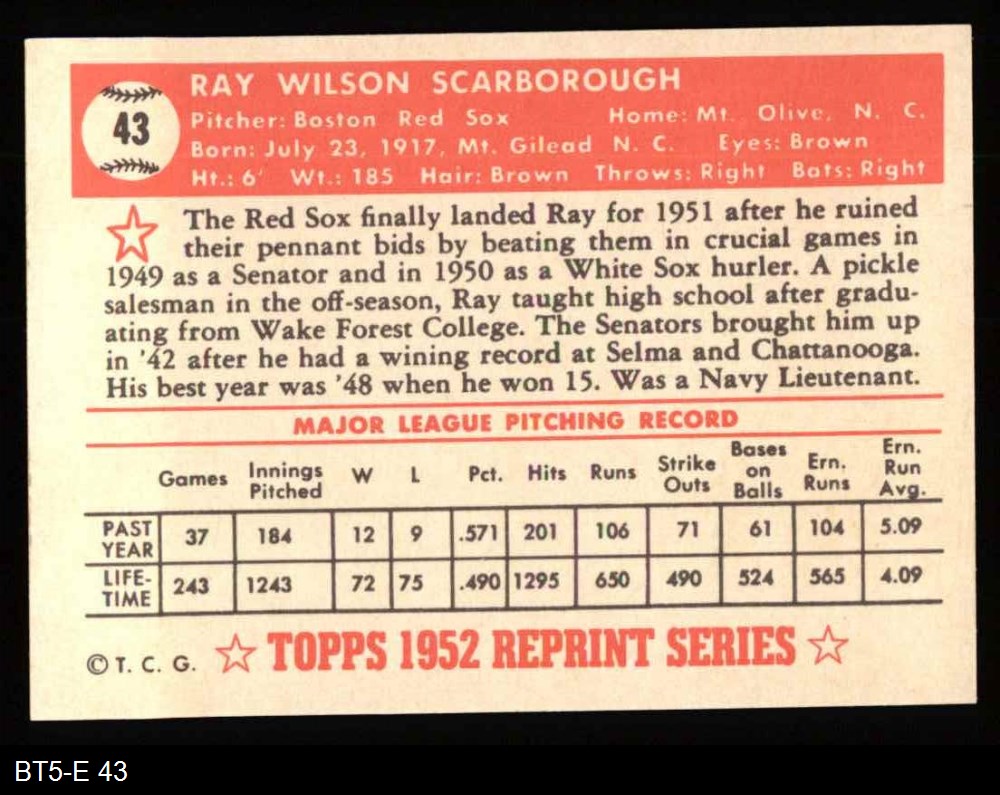 43
RAY WILSON SCARBOROUGH
Pitcher: Boston Red Sox Home: Mt. Olive, N. C.
Born: July 23, 1917, Mt. Gilead N. C. Eyes: Brown
Ht.: 6' Wt.: 185 Hair: Brown Throws: Right Bats: Right
The Red Sox finally landed Ray for 1951 after he ruined
their pennant bids by beating them in crucial games in
1949 as a Senator and in 1950 as a White Sox hurler. A pickle
salesman in the off-season, Ray taught high school after gradu-
ating from Wake Forest College. The Senators brought him up
in '42 after he had a wining record at Selma and Chattanooga.
His best year was '48 when he won 15. Was a Navy Lieutenant.
MAJOR LEAGUE PITCHING RECORD
Games Innings Pitched W L Pct. Hits Runs Strike Outs Bases on Balls Ern. Runs Ern. Run Avg.
PAST YEAR 37 184 12 9 .571 201 106 71 61 104 5.09
LIFE-TIME 243 1243 72 75 .490 1295 650 490 524 565 4.09
© T. C. G. TOPPS 1952 REPRINT SERIES
BT5-E 43